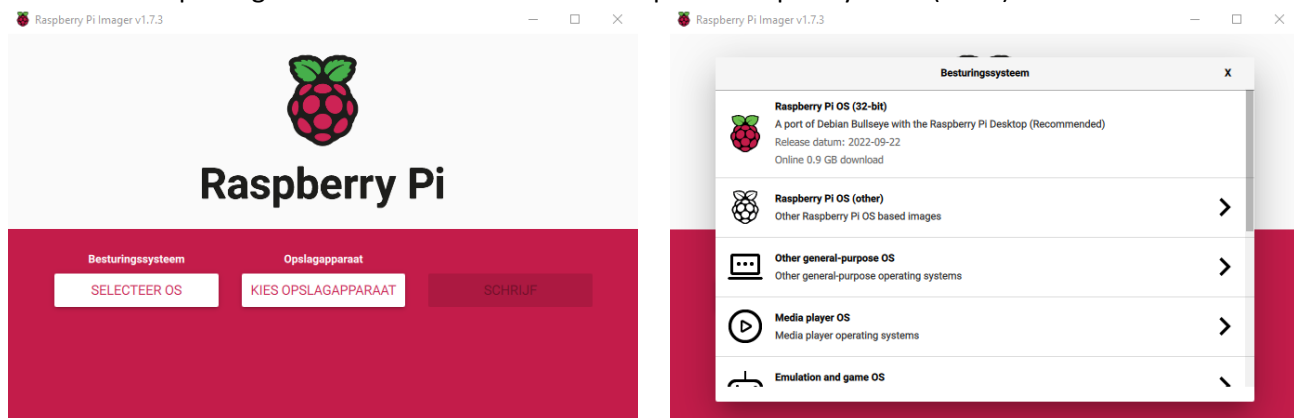 Raspberry Pi Imager v1.7.3
Raspberry Pi
Besturingssysteem
Opslagapparaat
SELECTEER OS
KIES OPSLAGAPPARAAT
SCHRIJF
Raspberry Pi Imager v1.7.3
Besturingssysteem
X
Raspberry Pi OS (32-bit)
A port of Debian Bullseye with the Raspberry Pi Desktop (Recommended)
Release datum: 2022-09-22
Online 0.9 GB download
Raspberry Pi OS (other)
Other Raspberry Pi OS based images
Other general-purpose OS
Other general-purpose operating systems
Media player OS
Media player operating systems
Emulation and game OS